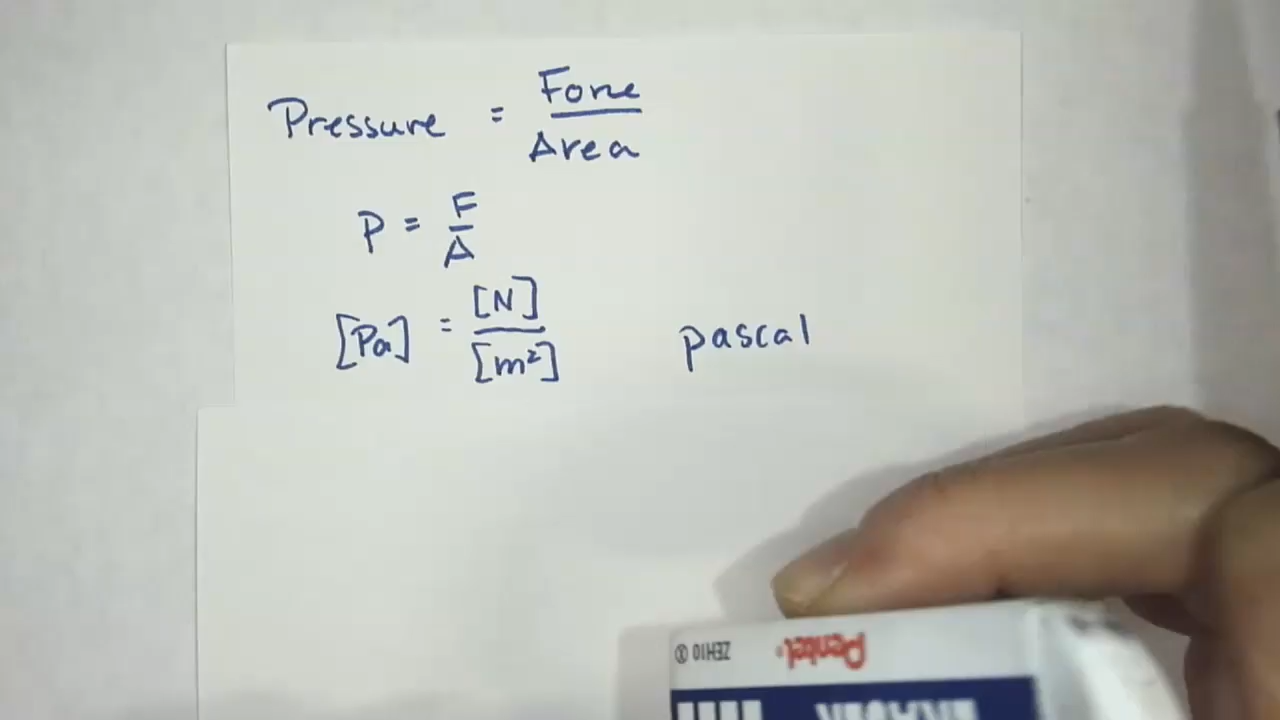 Pressure = Force / Area
P = F / A
[Pa] = [N] / [m²] pascal
Pentel ZEH10